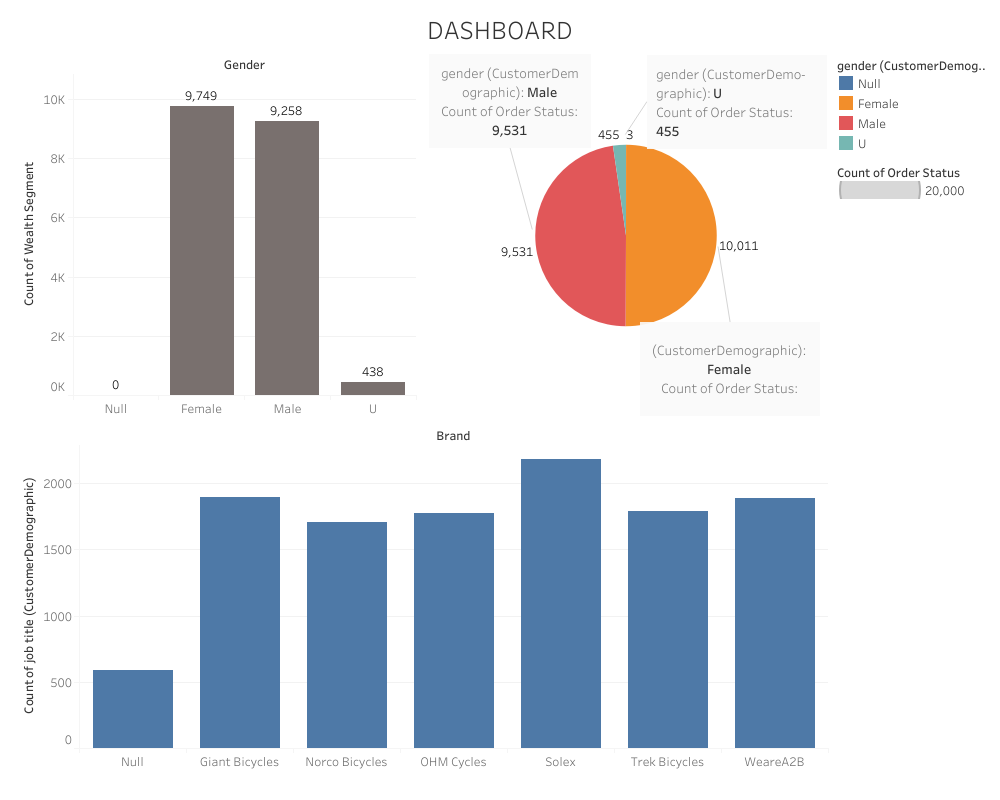 DASHBOARD
Gender
Count of Wealth Segment
10K
8K
6K
4K
2K
0K
0
9,749
9,258
438
Null
Female
Male
U
gender (CustomerDem
ographic): Male
Count of Order Status:
9,531
gender (CustomerDemo-
graphic): U
Count of Order Status:
455
455
3
9,531
10,011
(CustomerDemographic):
Female
Count of Order Status:
gender (CustomerDemog..
Null
Female
Male
U
Count of Order Status
20,000
Brand
Count of job title (CustomerDemographic)
2000
1500
1000
500
0
Null
Giant Bicycles
Norco Bicycles
OHM Cycles
Solex
Trek Bicycles
WeareA2B